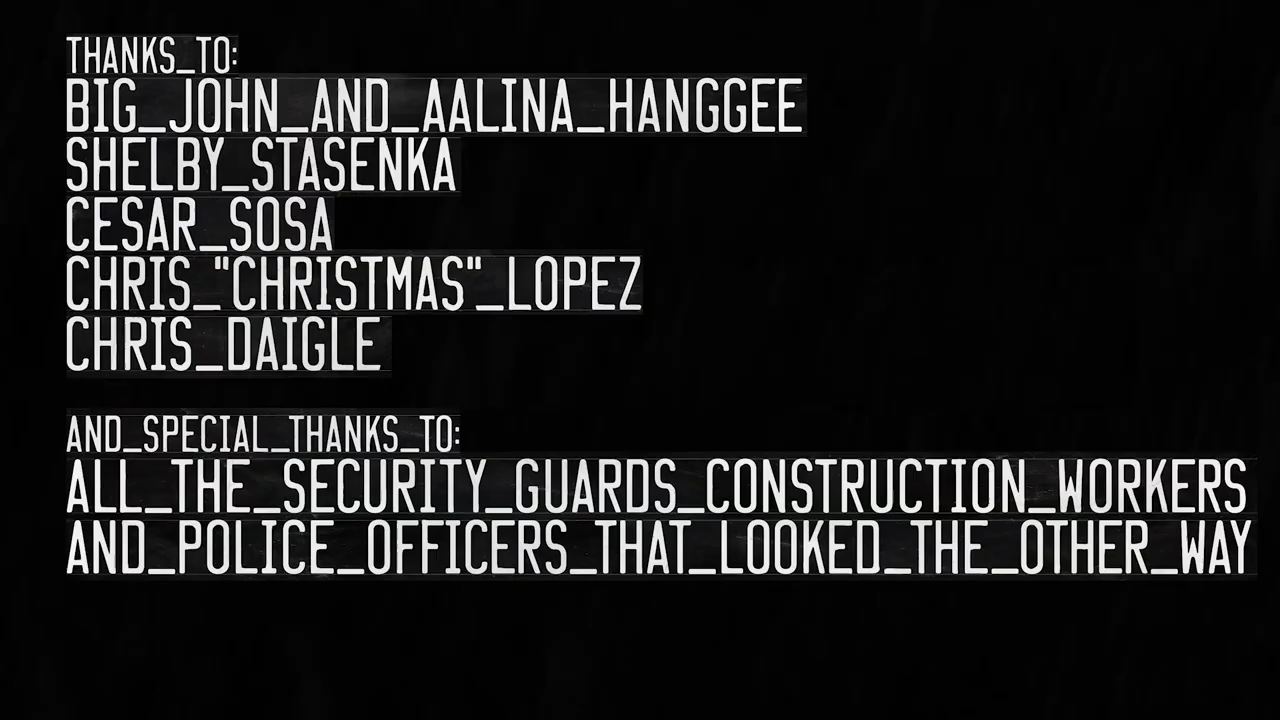 THANKS_TO:
BIG_JOHN_AND_AALINA_HANGGEE
SHELBY_STASENKA
CESAR_SOSA
CHRIS_"CHRISTMAS"_LOPEZ
CHRIS_DAIGLE
AND_SPECIAL_THANKS_TO:
ALL_THE_SECURITY_GUARDS_CONSTRUCTION_WORKERS
AND_POLICE_OFFICERS_THAT_LOOKED_THE_OTHER_WAY